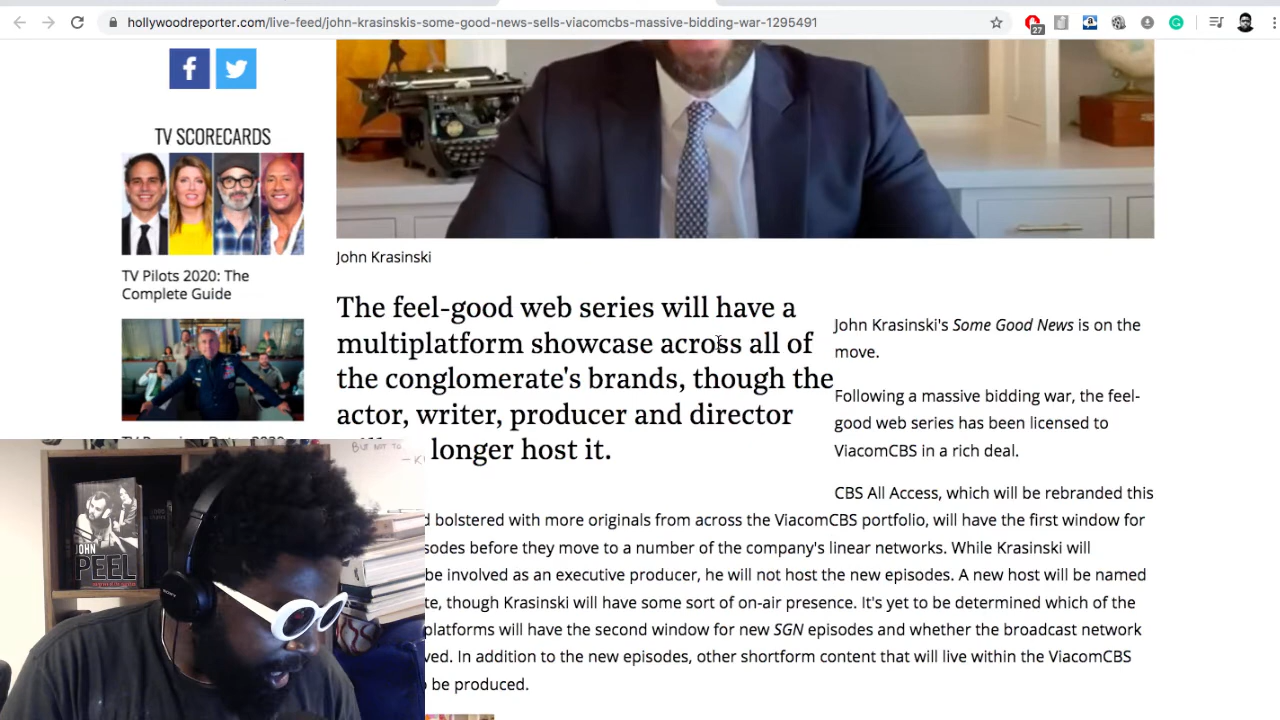 hollywoodreporter.com/live-feed/john-krasinskis-some-good-news-sells-viacomcbs-massive-bidding-war-1295491
27
TV SCORECARDS
TV Pilots 2020: The
Complete Guide
John Krasinski
The feel-good web series will have a
multiplatform showcase across all of
the conglomerate's brands, though the
actor, writer, producer and director
longer host it.
John Krasinski's Some Good News is on the
move.
Following a massive bidding war, the feel-
good web series has been licensed to
ViacomCBS in a rich deal.
CBS All Access, which will be rebranded this
bolstered with more originals from across the ViacomCBS portfolio, will have the first window for
before they move to a number of the company's linear networks. While Krasinski will
be involved as an executive producer, he will not host the new episodes. A new host will be named
though Krasinski will have some sort of on-air presence. It's yet to be determined which of the
platforms will have the second window for new SGN episodes and whether the broadcast network
In addition to the new episodes, other shortform content that will live within the ViacomCBS
be produced.
BUT NOT TO
JOHN
PEEL
SONY